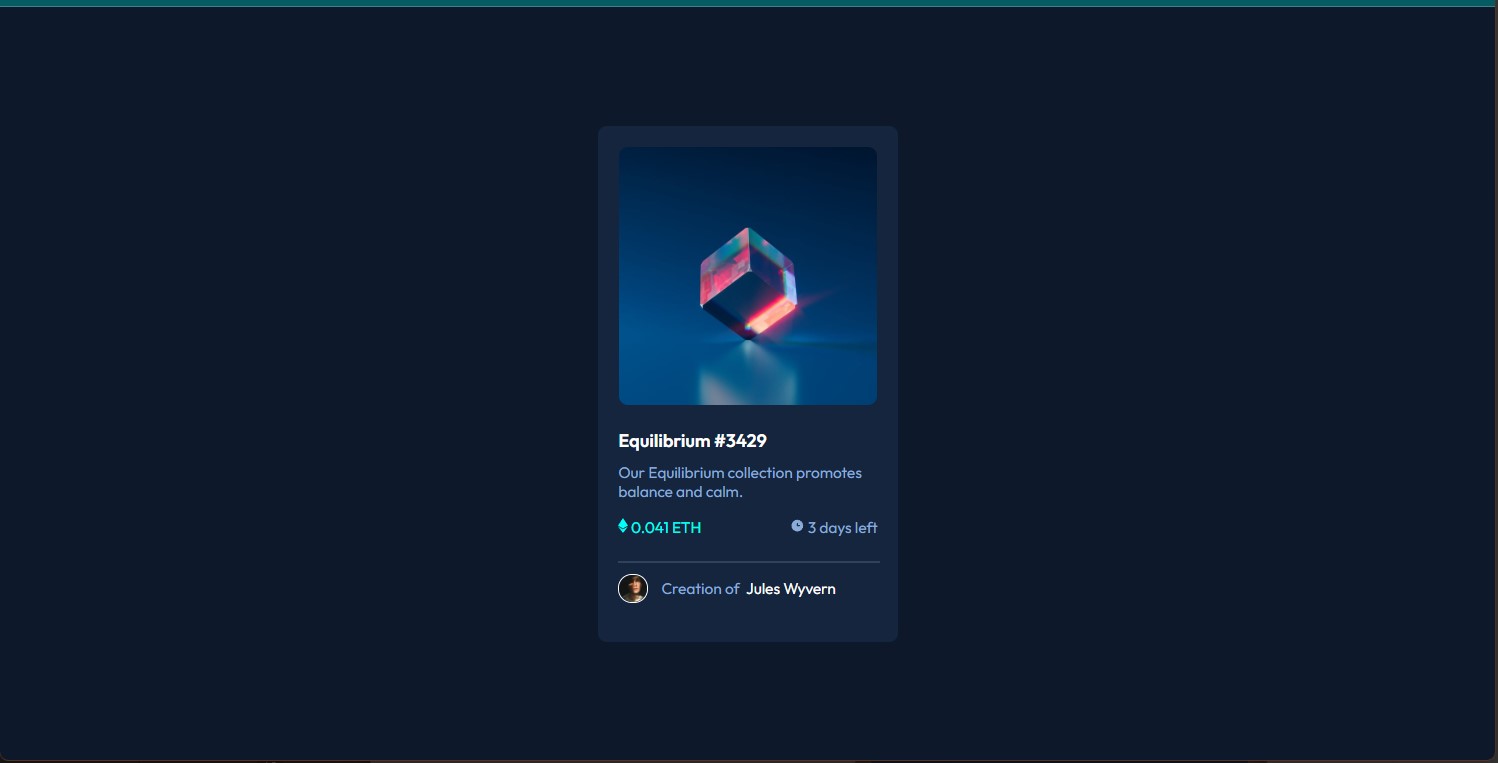 Equilibrium #3429
Our Equilibrium collection promotes
balance and calm.
0.041 ETH 3 days left
Creation of Jules Wyvern